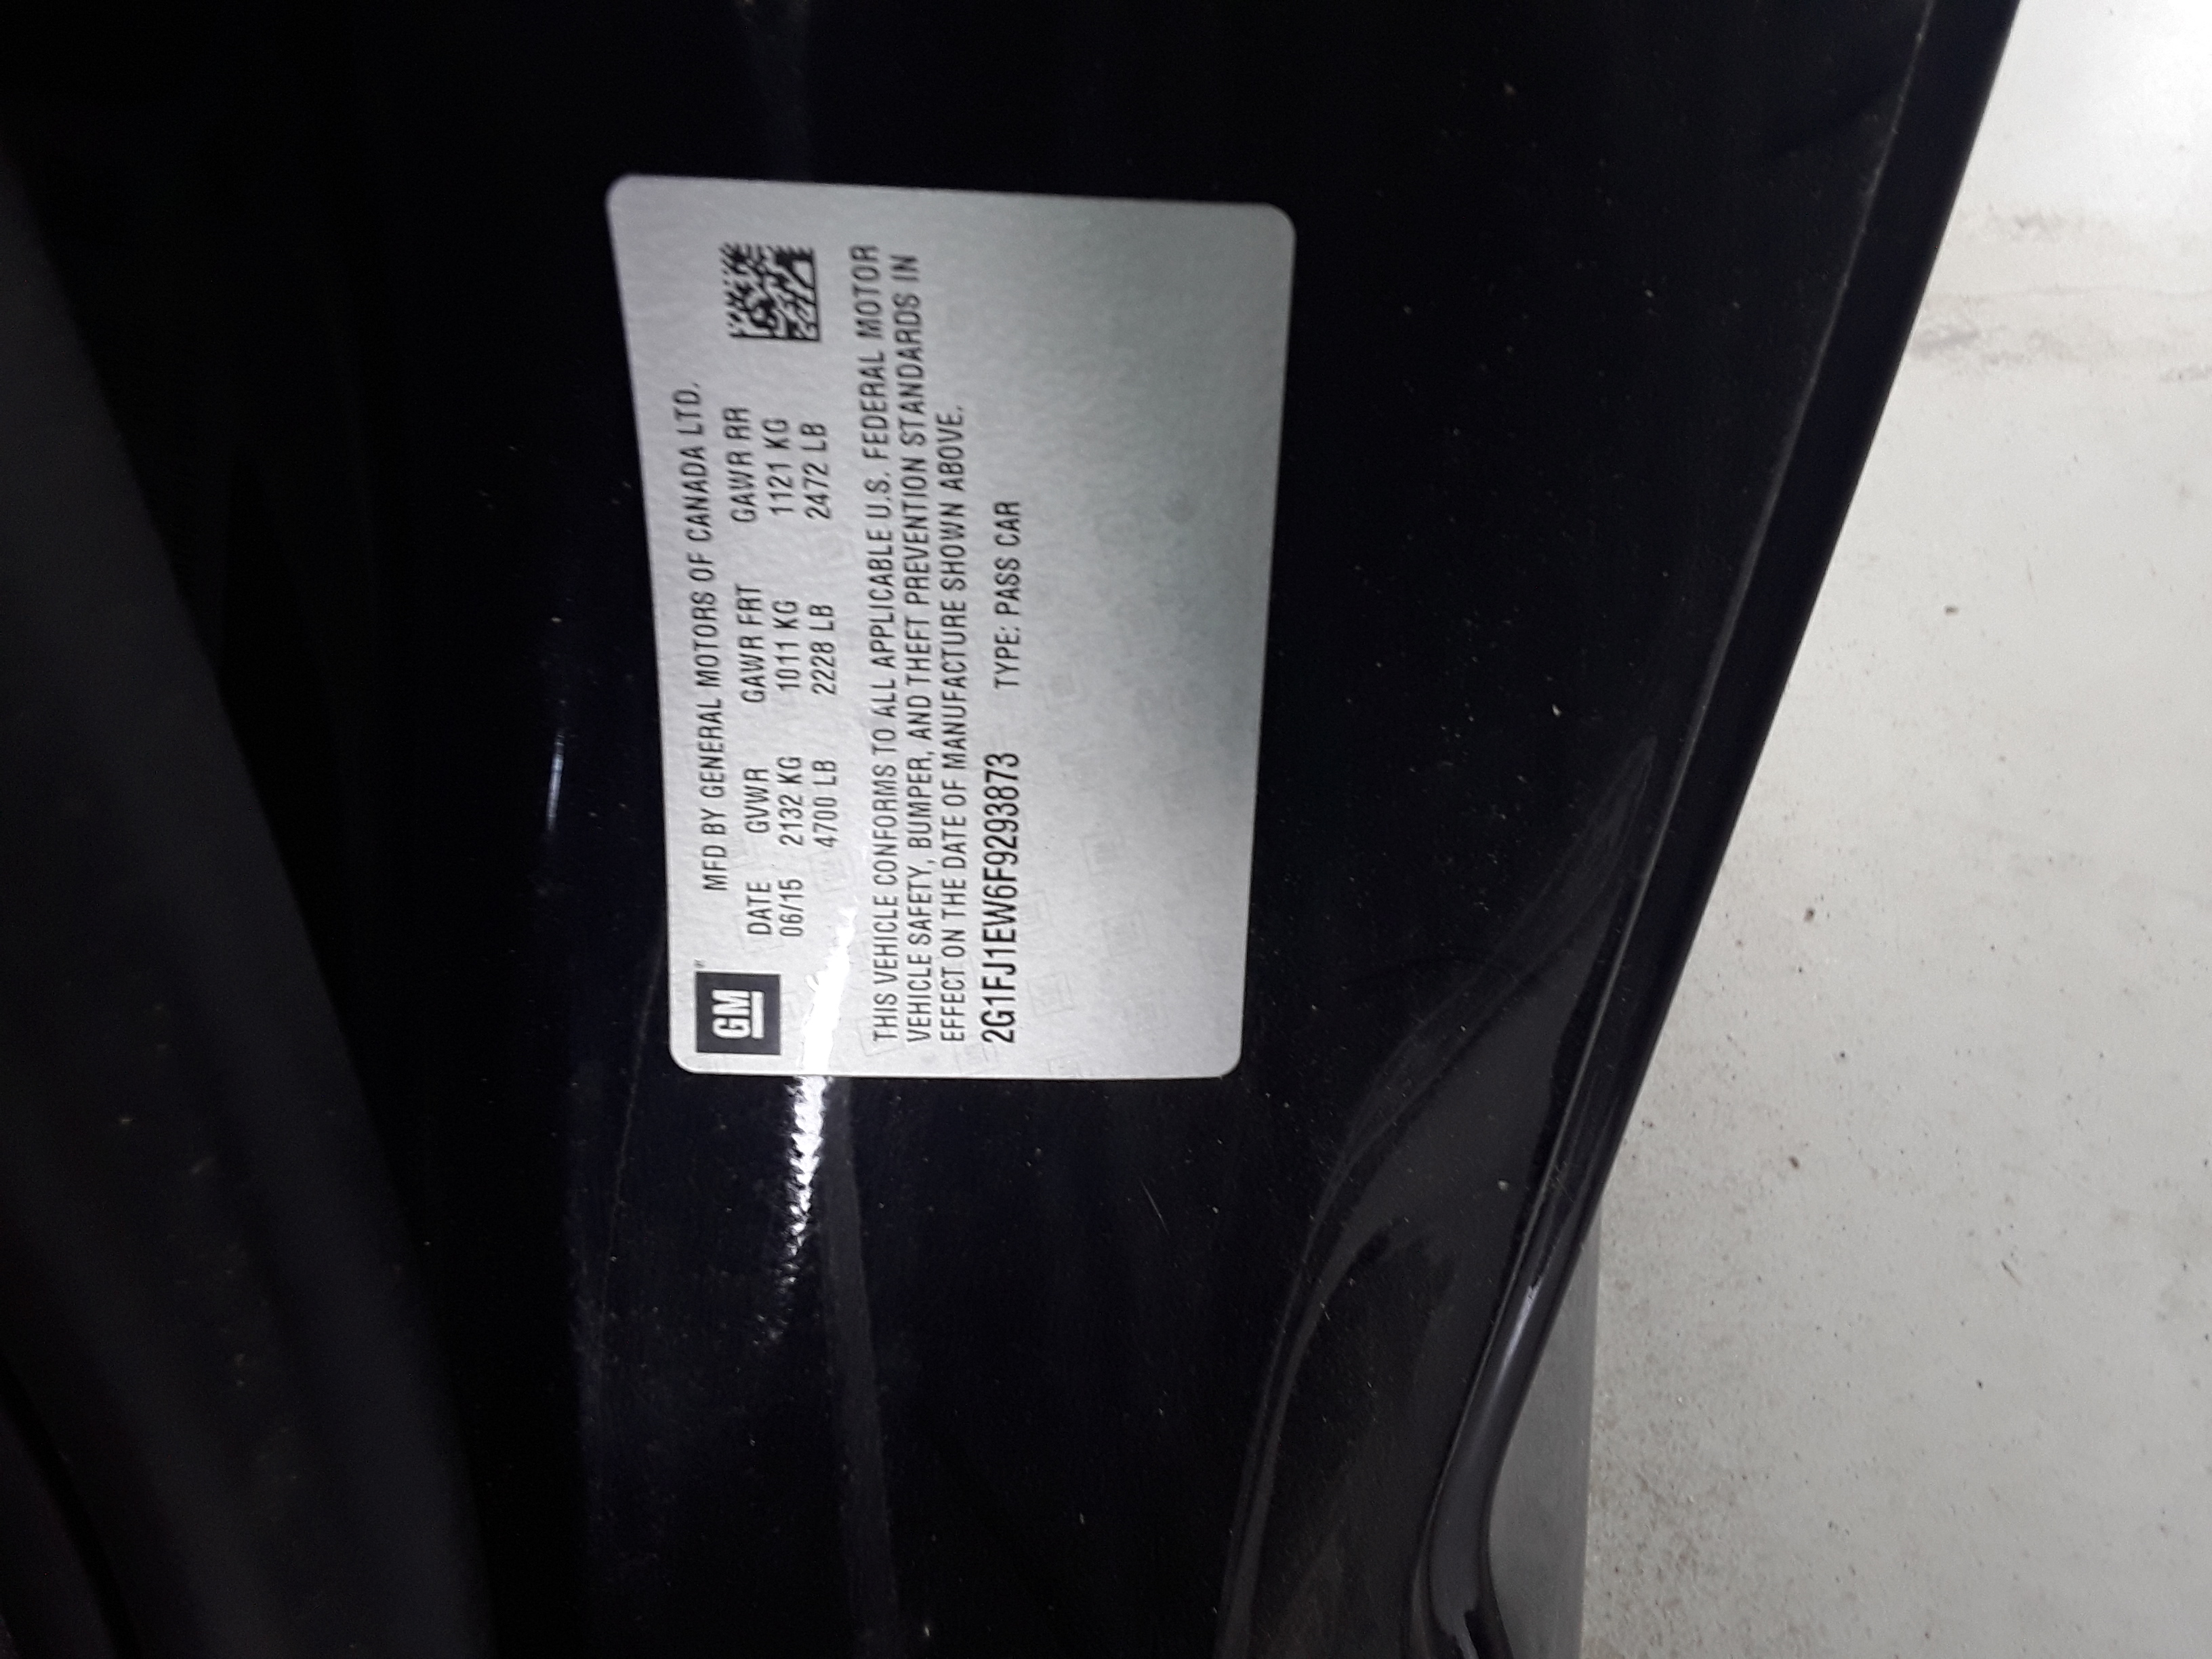 GM
MFD BY GENERAL MOTORS OF CANADA LTD.
DATE GVWR GAWR FRT GAWR RR
06/15 2132 KG 1011 KG 1121 KG
4700 LB 2228 LB 2472 LB
THIS VEHICLE CONFORMS TO ALL APPLICABLE U.S. FEDERAL MOTOR
VEHICLE SAFETY, BUMPER, AND THEFT PREVENTION STANDARDS IN
EFFECT ON THE DATE OF MANUFACTURE SHOWN ABOVE.
2G1FJ1EW6F9293873 TYPE: PASS CAR